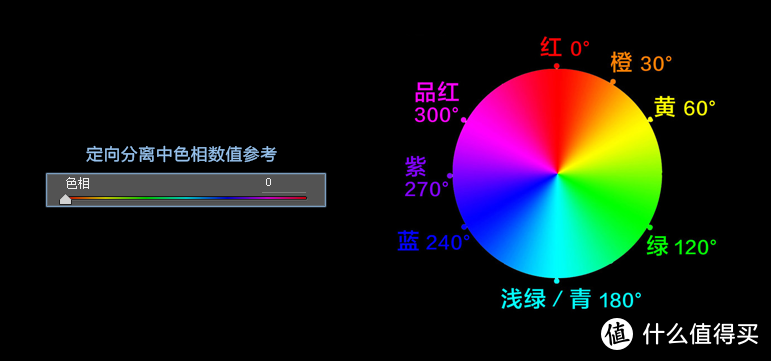 定向分离中色相数值参考
色相 0
红 0°
橙 30°
黄 60°
绿 120°
浅绿 / 青 180°
蓝 240°
紫
270°
品红
300°
值 什么值得买